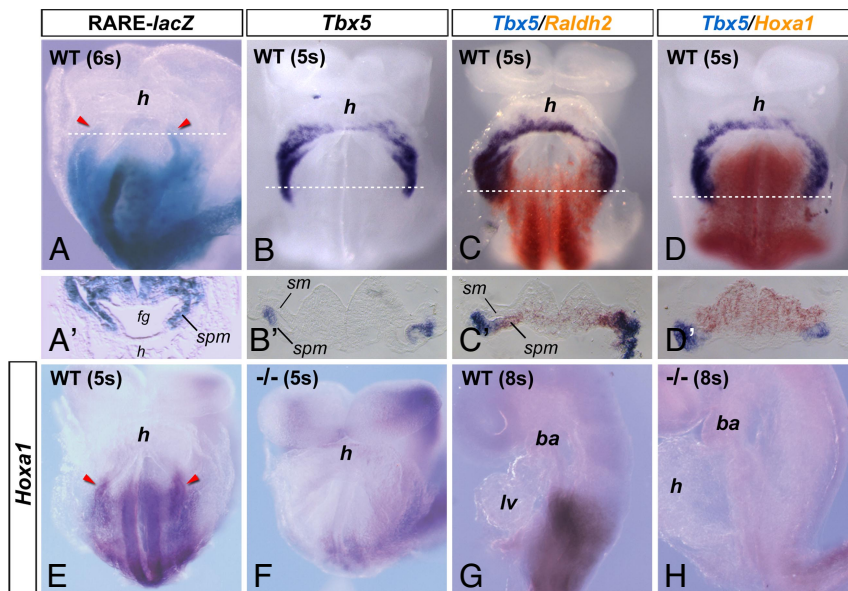 RARE-lacZ
Tbx5
Tbx5/Raldh2
Tbx5/Hoxa1
WT (6s)
h
A
WT (5s)
h
B
WT (5s)
h
C
WT (5s)
h
D
fg
spm
h
A'
sm
spm
B'
sm
spm
C'
D'
Hoxa1
WT (5s)
h
E
-/- (5s)
h
F
WT (8s)
ba
lv
G
-/- (8s)
ba
h
H